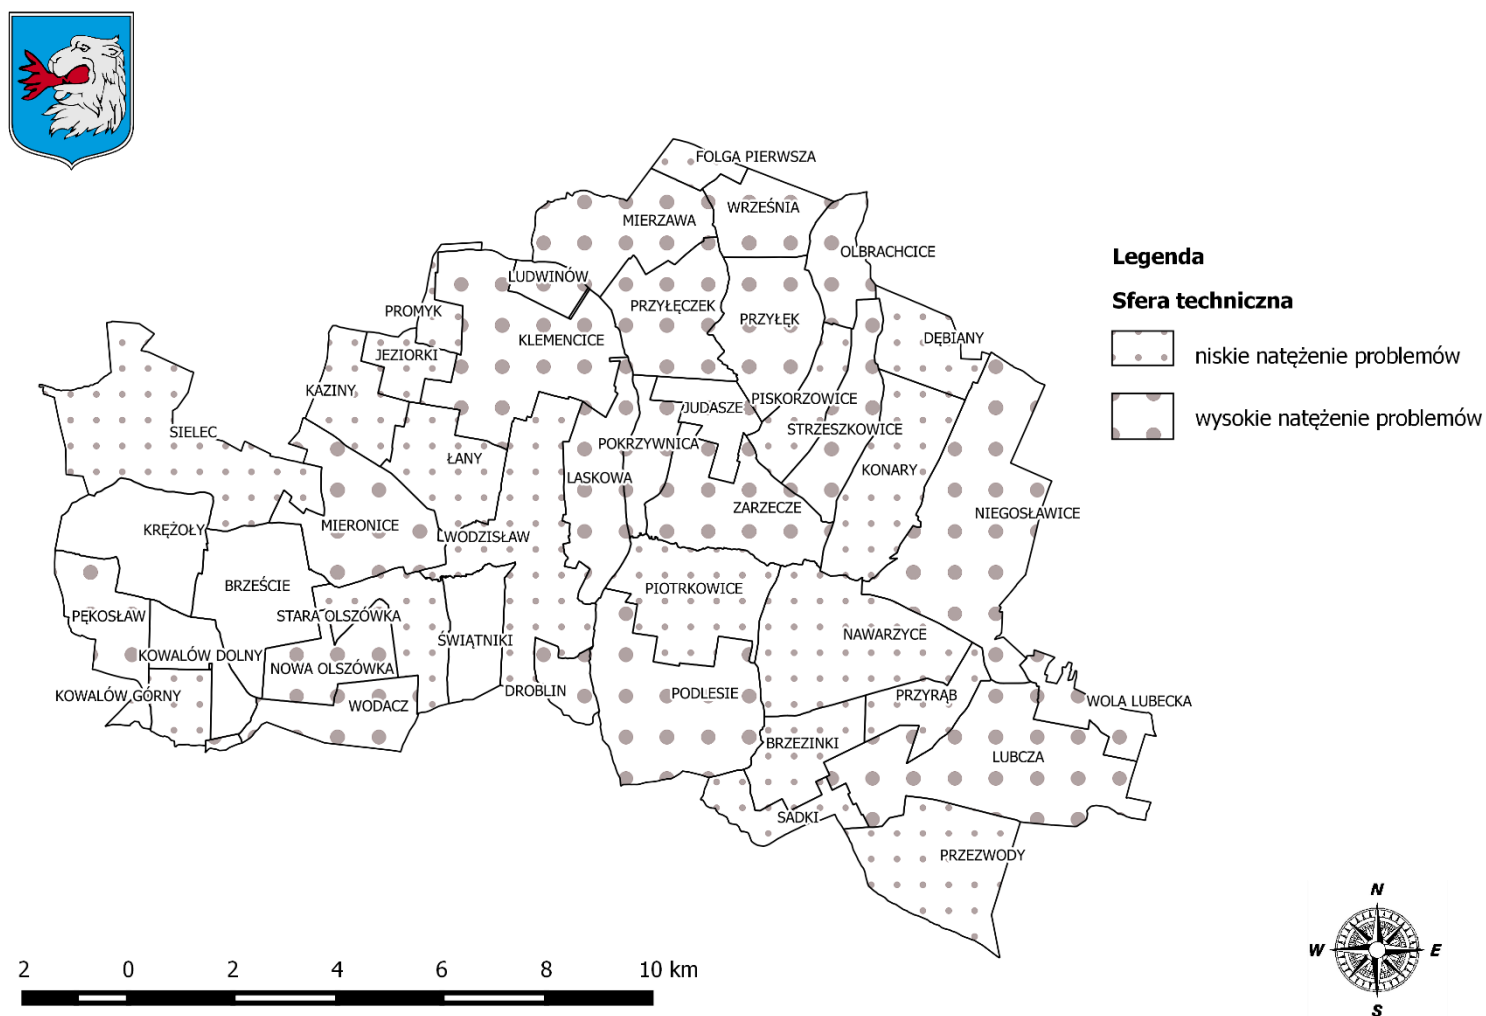 FOLGA PIERWSZA
WRZEŚNIA
MIERZAWA
OLBRACHCICE
LUDWINÓW
PRZYŁĘCZEK
PROMYK
PRZYŁĘK
KLEMENCICE
DĘBIANY
JEZIORKI
KAZINY
PISKORZOWICE
JUDASZE
STRZESZKOWICE
SIELEC
POKRZYWNICA
ŁANY
KONARY
LASKOWA
ZARZECZE
NIEGOSŁAWICE
MIERONICE
KRĘŻOŁY
WODZISŁAW
BRZEŚCIE
PIOTRKOWICE
PĘKOSŁAW
STARA OLSZÓWKA
NAWARZYCE
ŚWIĄTNIKI
KOWALÓW DOLNY
NOWA OLSZÓWKA
KOWALÓW GÓRNY
DROBLIN
PODLESIE
PRZYRĄB
WOLA LUBECKA
WODACZ
BRZEZINKI
LUBCZA
SADKI
PRZEZWODY
Legenda
Sfera techniczna
niskie natężenie problemów
wysokie natężenie problemów
2 0 2 4 6 8 10 km
N
W E
S